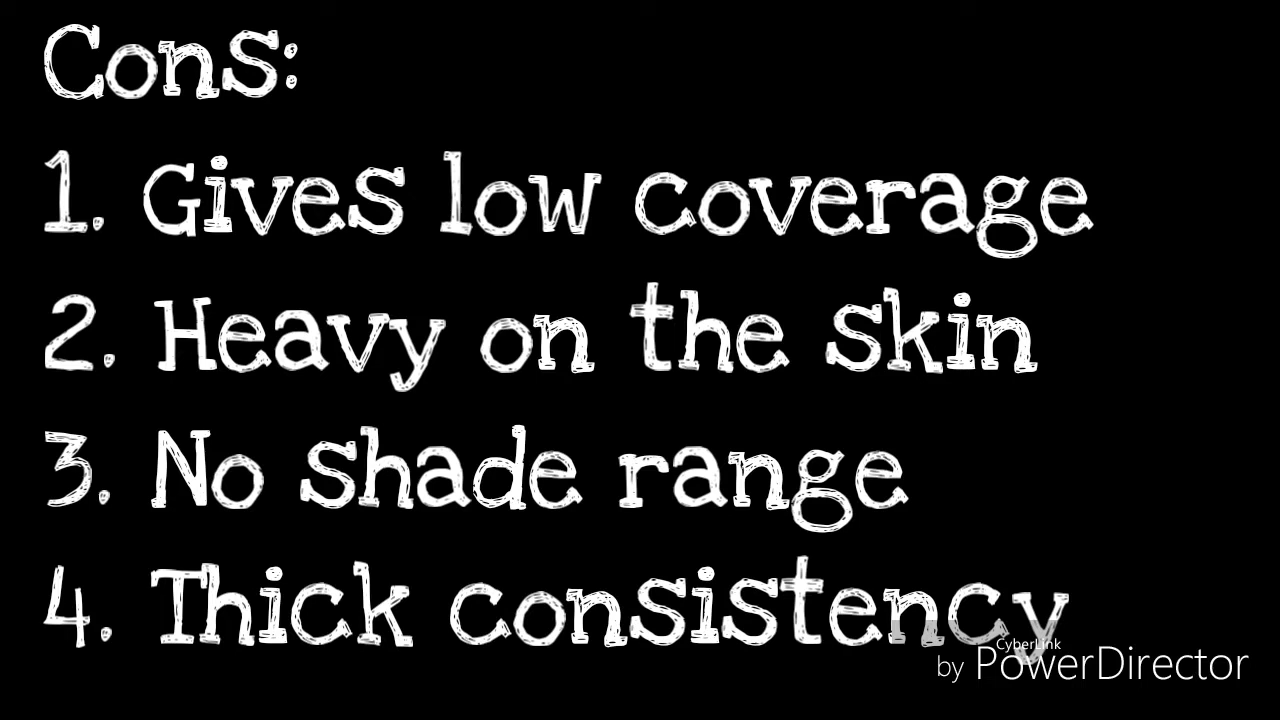 Cons:
1. Gives low coverage
2. Heavy on the skin
3. No shade range
4. Thick consistency
CyberLink
by PowerDirector